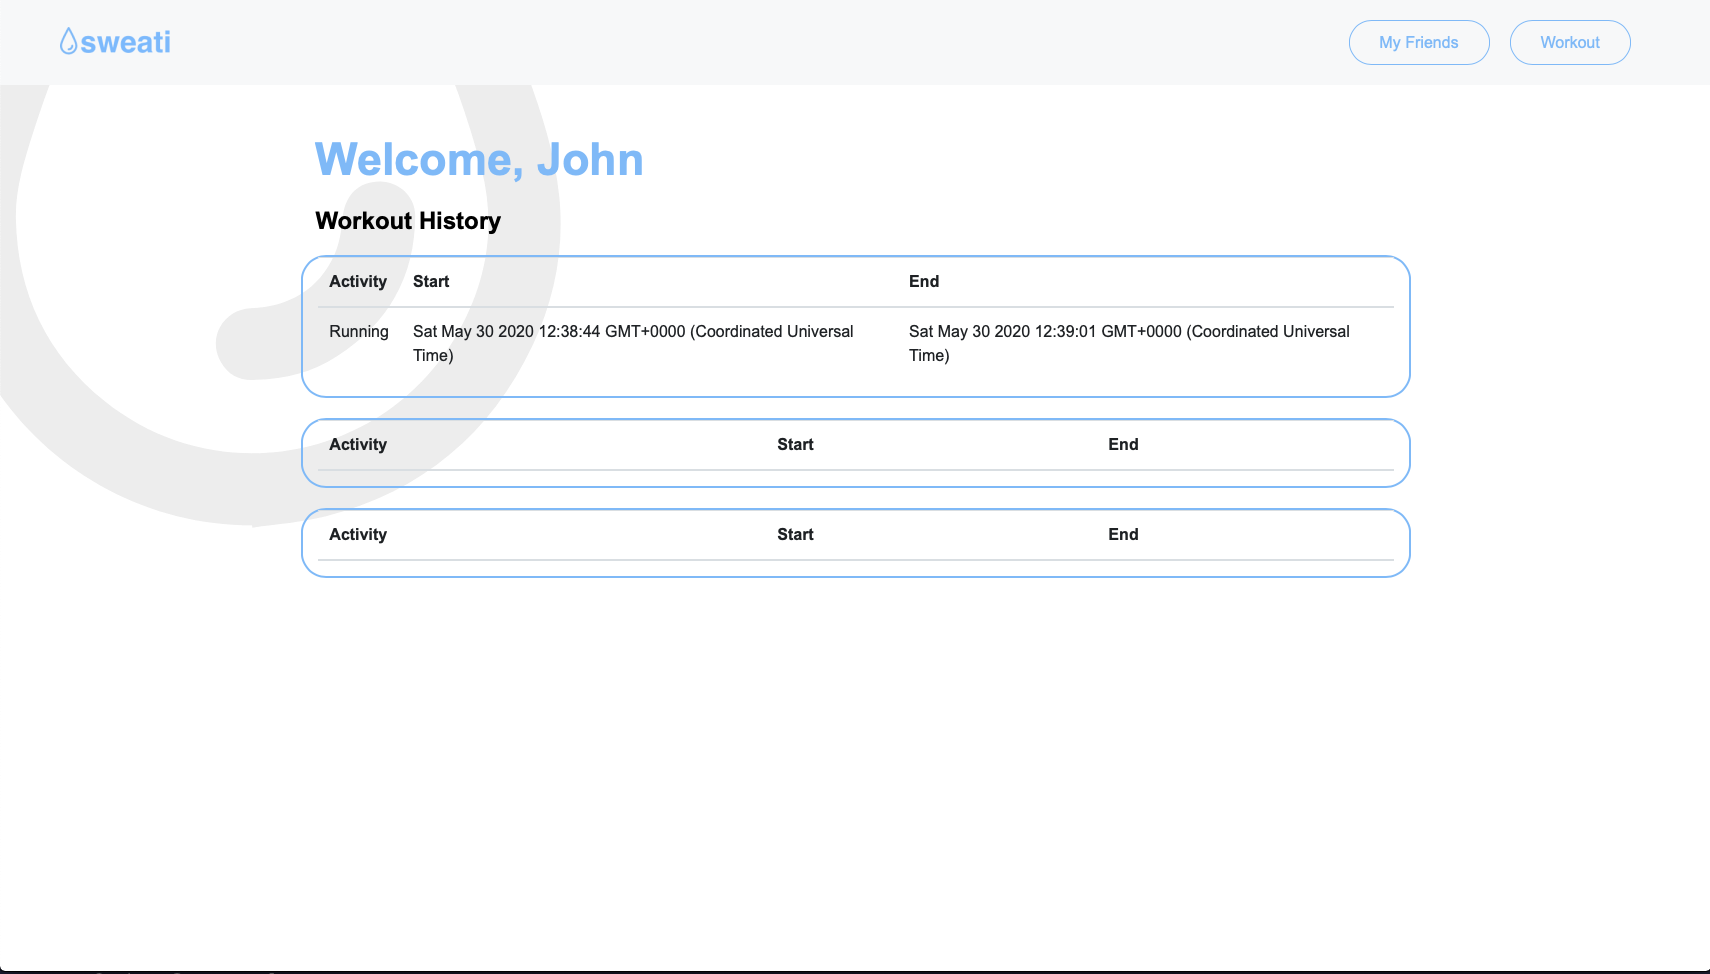 sweati
My Friends
Workout
Welcome, John
Workout History
Activity Start End
Running Sat May 30 2020 12:38:44 GMT+0000 (Coordinated Universal Sat May 30 2020 12:39:01 GMT+0000 (Coordinated Universal
Time) Time)
Activity Start End
Activity Start End